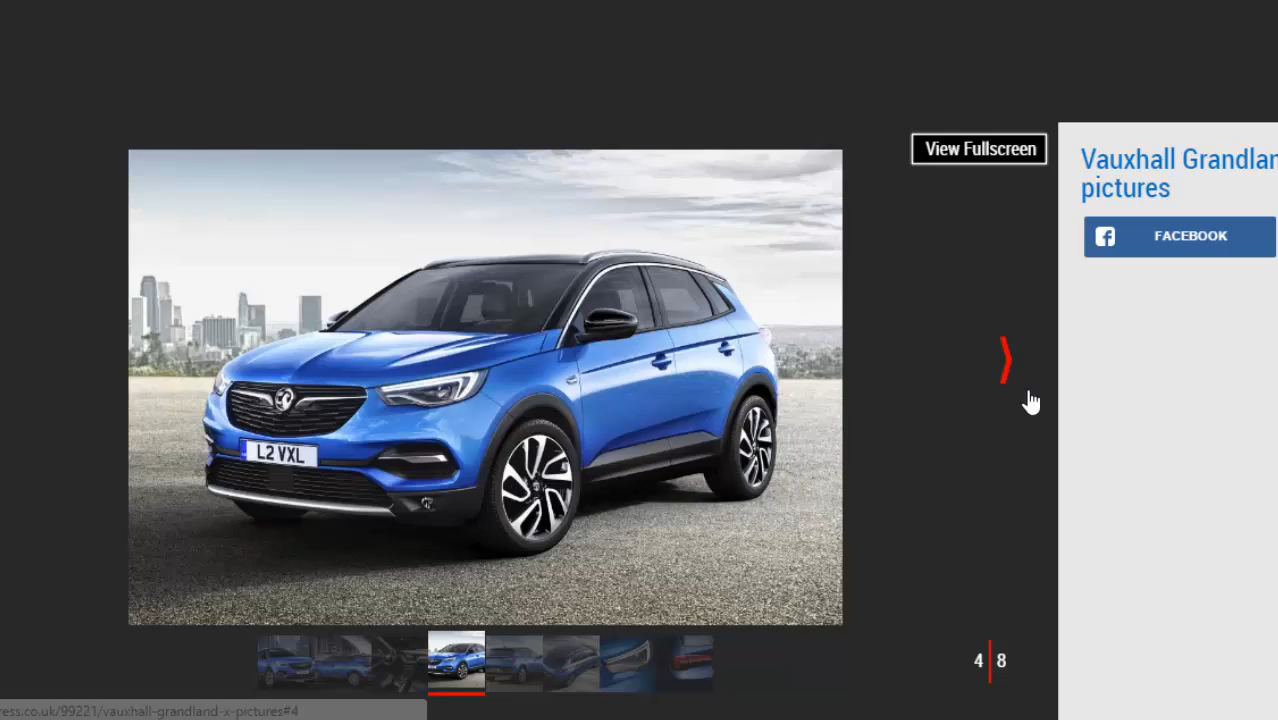 View Fullscreen
Vauxhall Grandlan
pictures
FACEBOOK
L2 VXL
4 8
ress.co.uk/99221/vauxhall-grandland-x-pictures#4